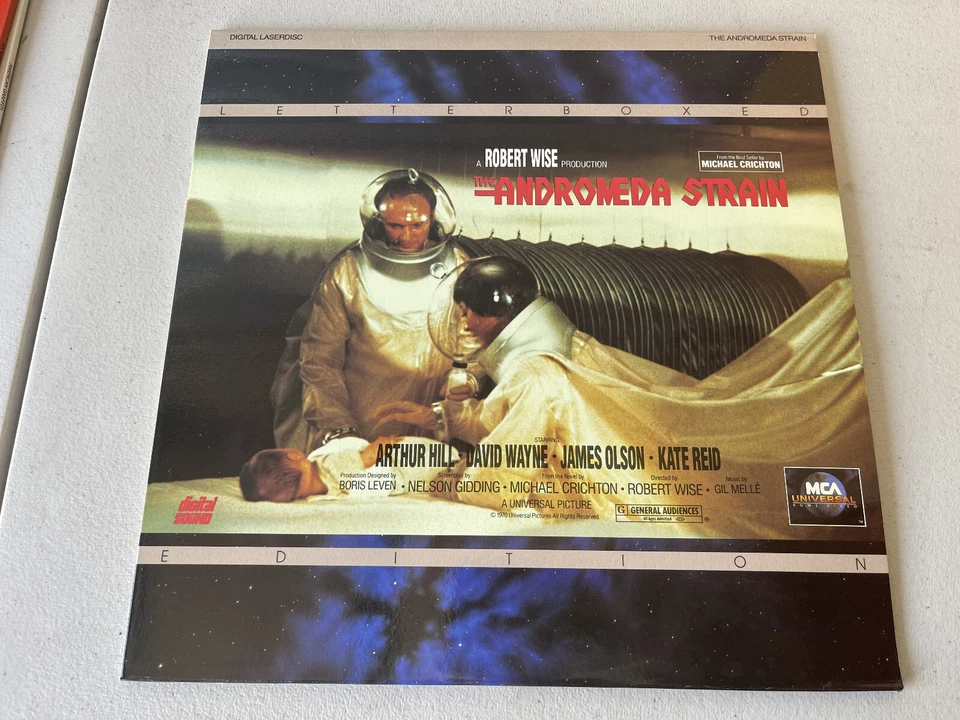 DIGITAL LASERDISC
THE ANDROMEDA STRAIN
LETTERBOXED
A ROBERT WISE PRODUCTION
From the Best Seller by
MICHAEL CRICHTON
THE ANDROMEDA STRAIN
STARRING
ARTHUR HILL · DAVID WAYNE · JAMES OLSON · KATE REID
Production Designed by Screenplay by From the Novel by Directed by Music by
BORIS LEVEN · NELSON GIDDING · MICHAEL CRICHTON · ROBERT WISE · GIL MELLÉ
A UNIVERSAL PICTURE
© 1970 Universal Pictures All Rights Reserved.
G GENERAL AUDIENCES
All Ages Admitted
digital
sound
MCA
UNIVERSAL
HOME VIDEO
EDITION